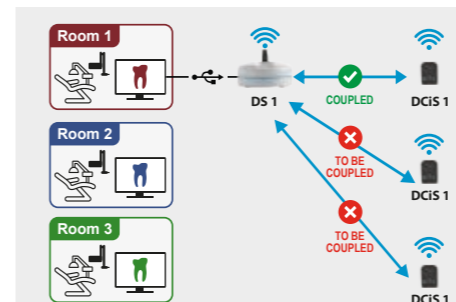 Room 1
DS 1
COUPLED
DCiS 1
Room 2
TO BE
COUPLED
DCiS 1
Room 3
TO BE
COUPLED
DCiS 1